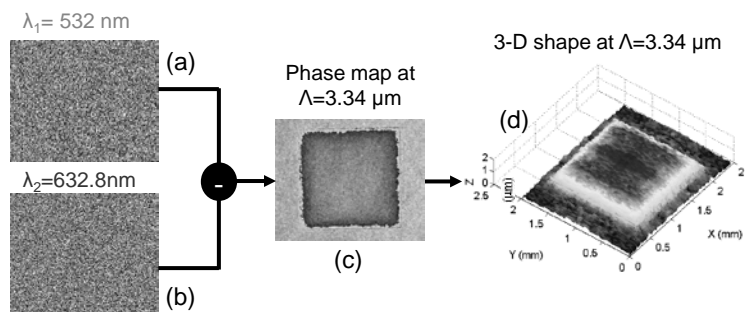 λ₁= 532 nm
(a)
λ₂=632.8nm
(b)
-
Phase map at
Λ=3.34 μm
(c)
3-D shape at Λ=3.34 μm
(d)
Z (μm)
2
1
0
2.5
2
1.5
1
0.5
0
Y (mm)
0
0.5
1
1.5
2
X (mm)